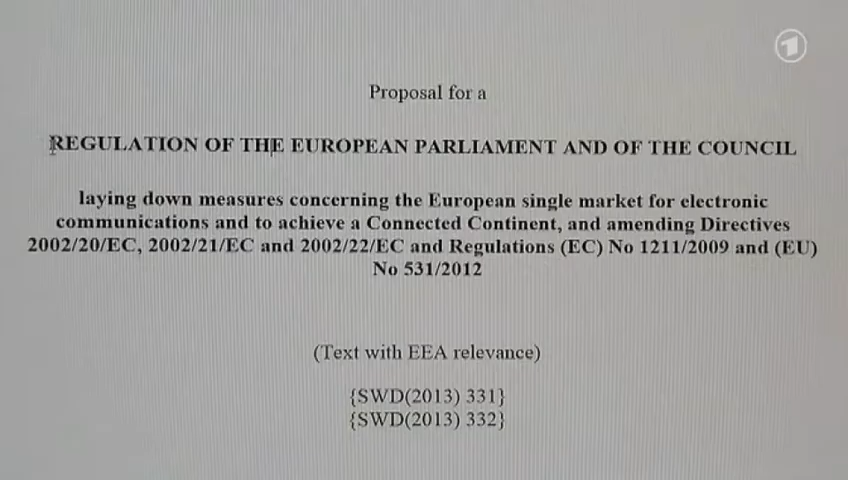 Proposal for a
REGULATION OF THE EUROPEAN PARLIAMENT AND OF THE COUNCIL
laying down measures concerning the European single market for electronic
communications and to achieve a Connected Continent, and amending Directives
2002/20/EC, 2002/21/EC and 2002/22/EC and Regulations (EC) No 1211/2009 and (EU)
No 531/2012
(Text with EEA relevance)
{SWD(2013) 331}
{SWD(2013) 332}
1